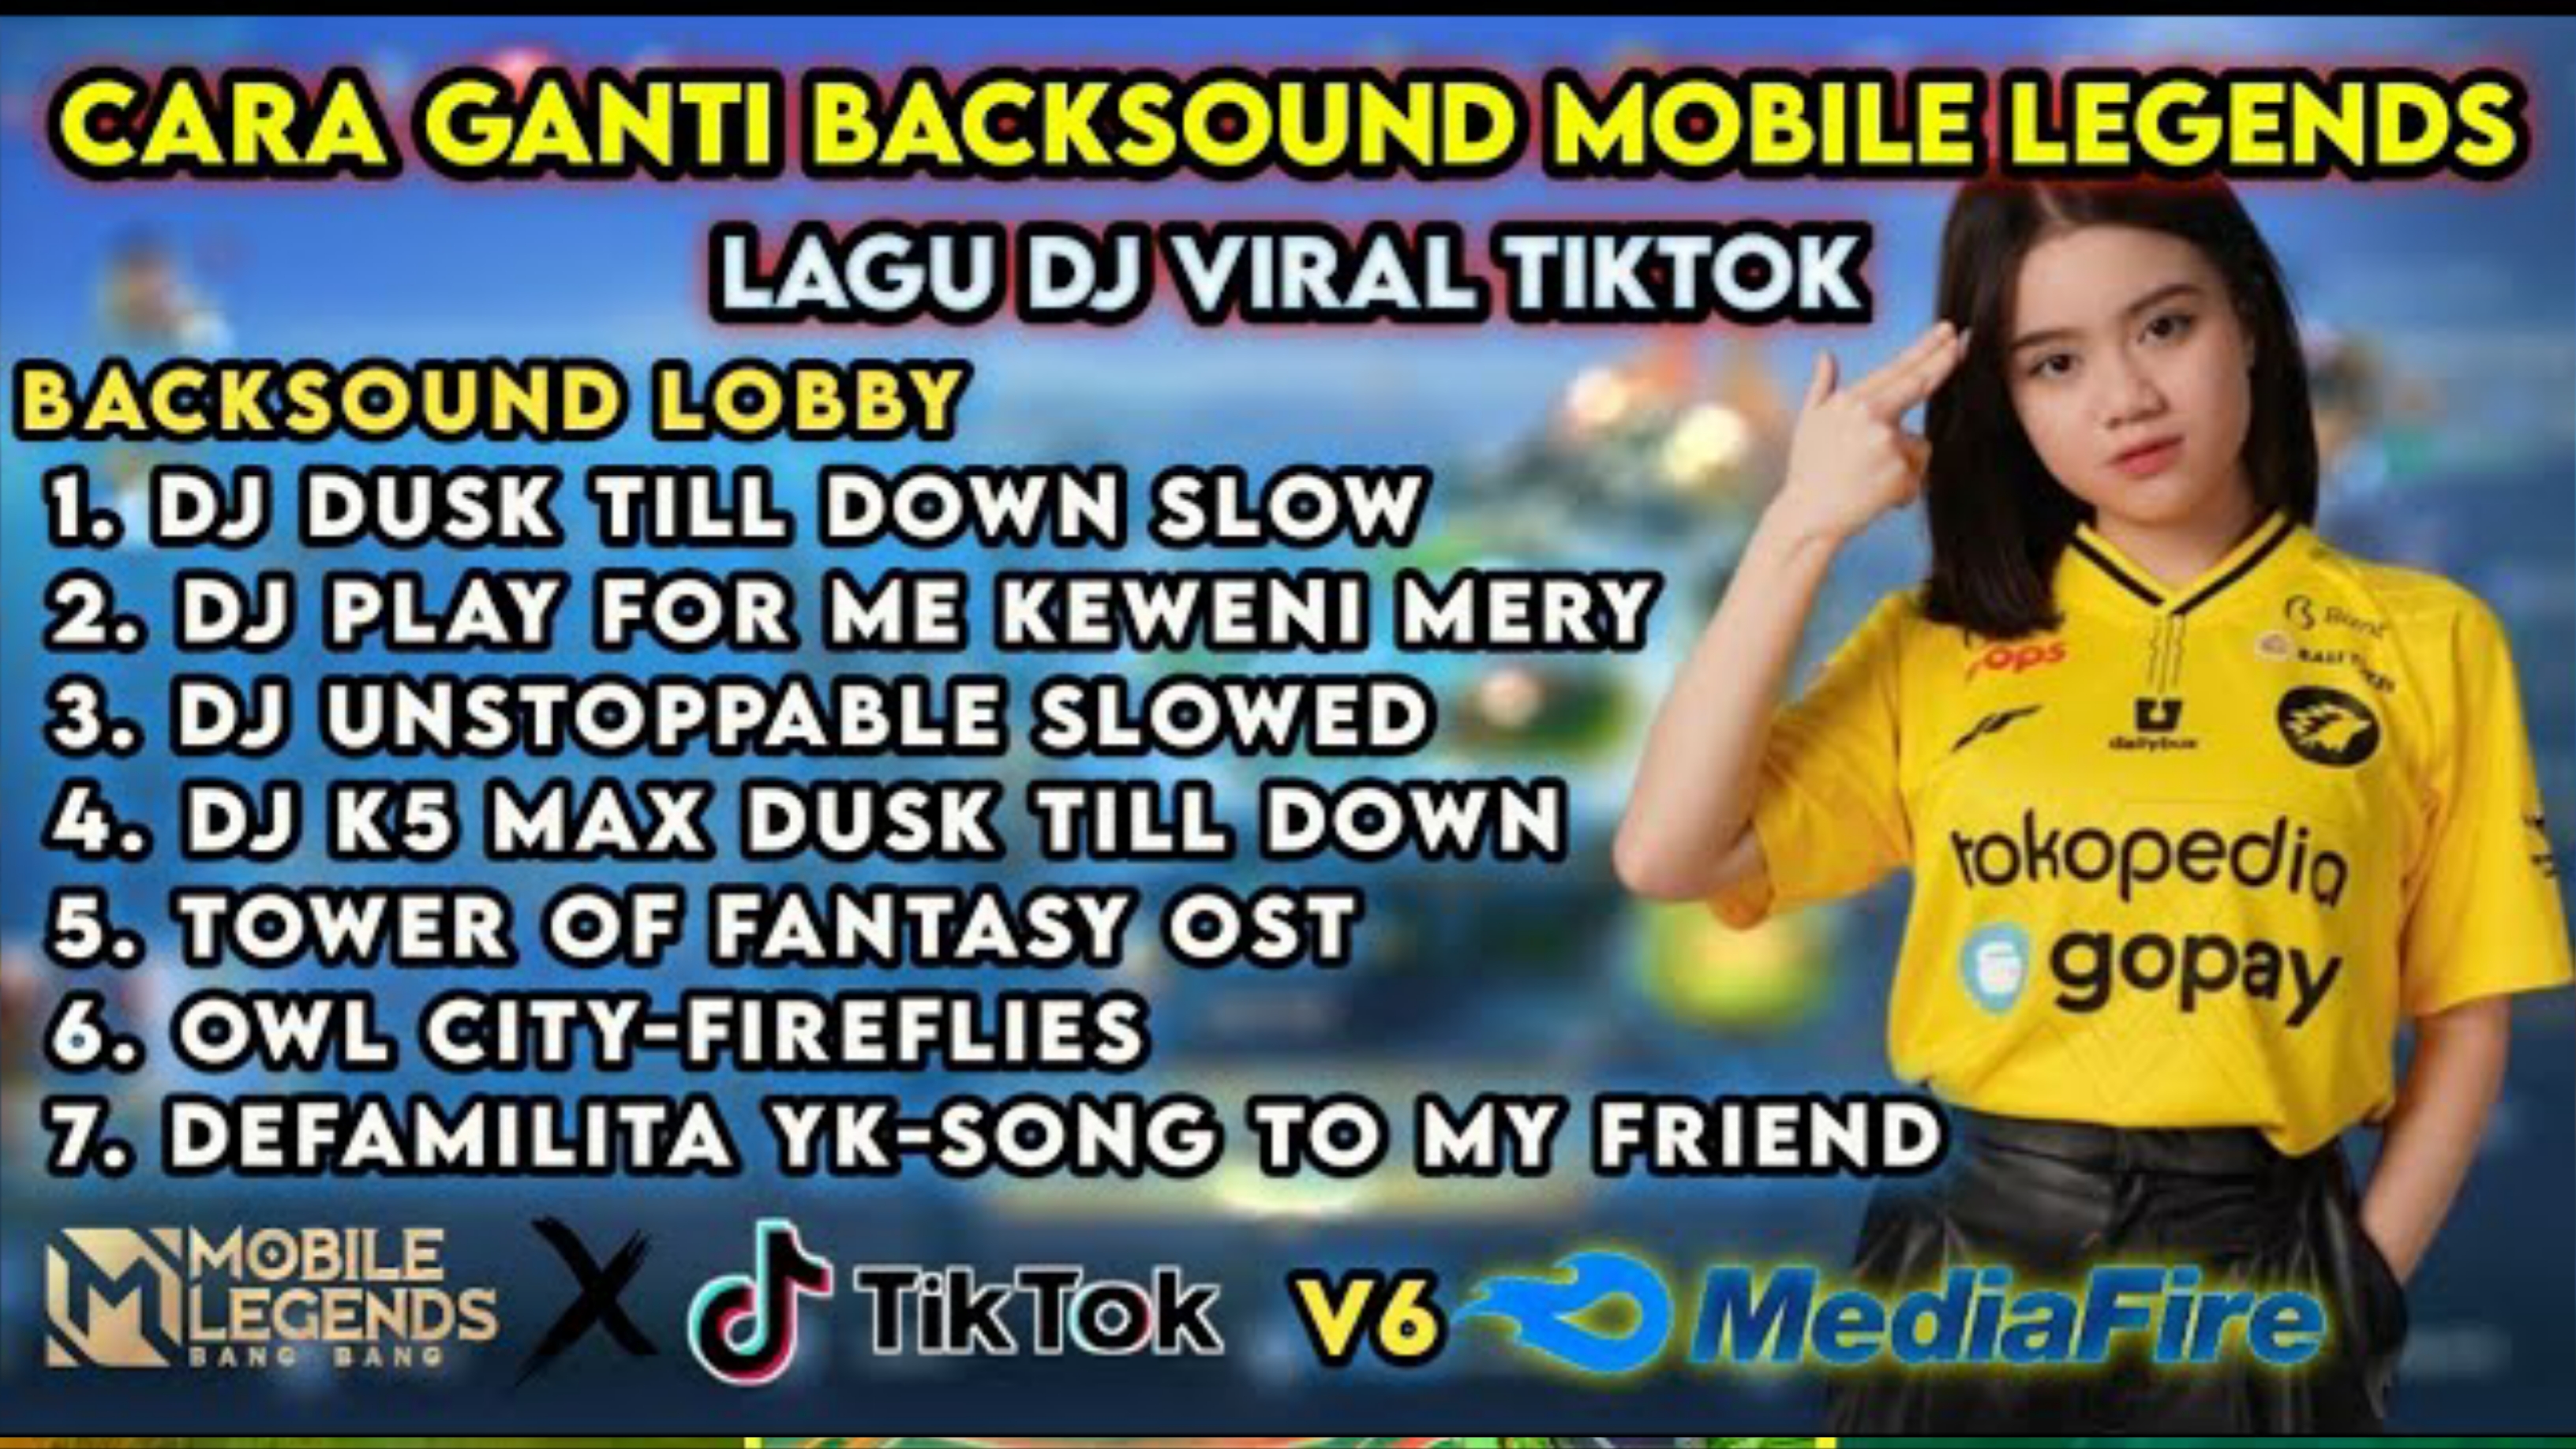 CARA GANTI BACKSOUND MOBILE LEGENDS
LAGU DJ VIRAL TIKTOK
BACKSOUND LOBBY
1. DJ DUSK TILL DOWN SLOW
2. DJ PLAY FOR ME KEWENI MERY
3. DJ UNSTOPPABLE SLOWED
4. DJ K5 MAX DUSK TILL DOWN
5. TOWER OF FANTASY OST
6. OWL CITY-FIREFLIES
7. DEFAMILITA YK-SONG TO MY FRIEND
ops
dailybox
tokopedia
gopay
MOBILE
LEGENDS
BANG BANG
X
TikTok
V6
MediaFire